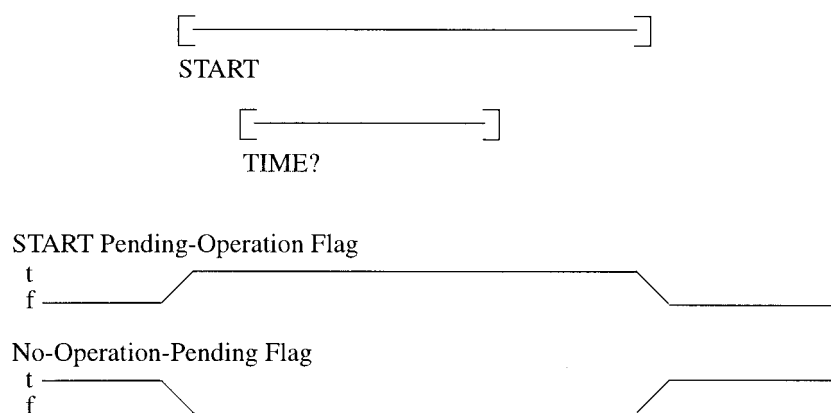 START
TIME?
START Pending-Operation Flag
t
f
No-Operation-Pending Flag
t
f